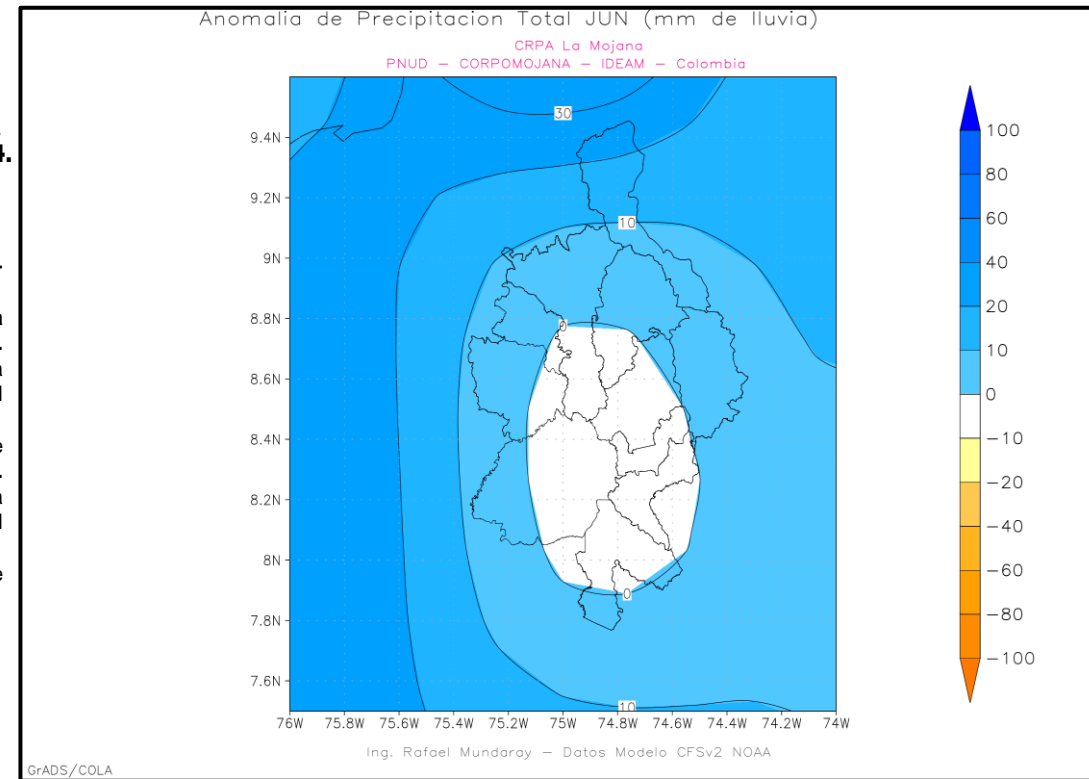 Anomalia de Precipitacion Total JUN (mm de lluvia)
CRPA La Mojana
PNUD – CORPOMOJANA – IDEAM – Colombia
4.
.
a
.
a
l
e
.
a
l
e
9.4N
9.2N
9N
8.8N
8.6N
8.4N
8.2N
8N
7.8N
7.6N
30
10
0
0
10
76W 75.8W 75.6W 75.4W 75.2W 75W 74.8W 74.6W 74.4W 74.2W 74W
100
80
60
40
20
10
0
−10
−20
−40
−60
−80
−100
Ing. Rafael Mundaray – Datos Modelo CFSv2 NOAA
GrADS/COLA